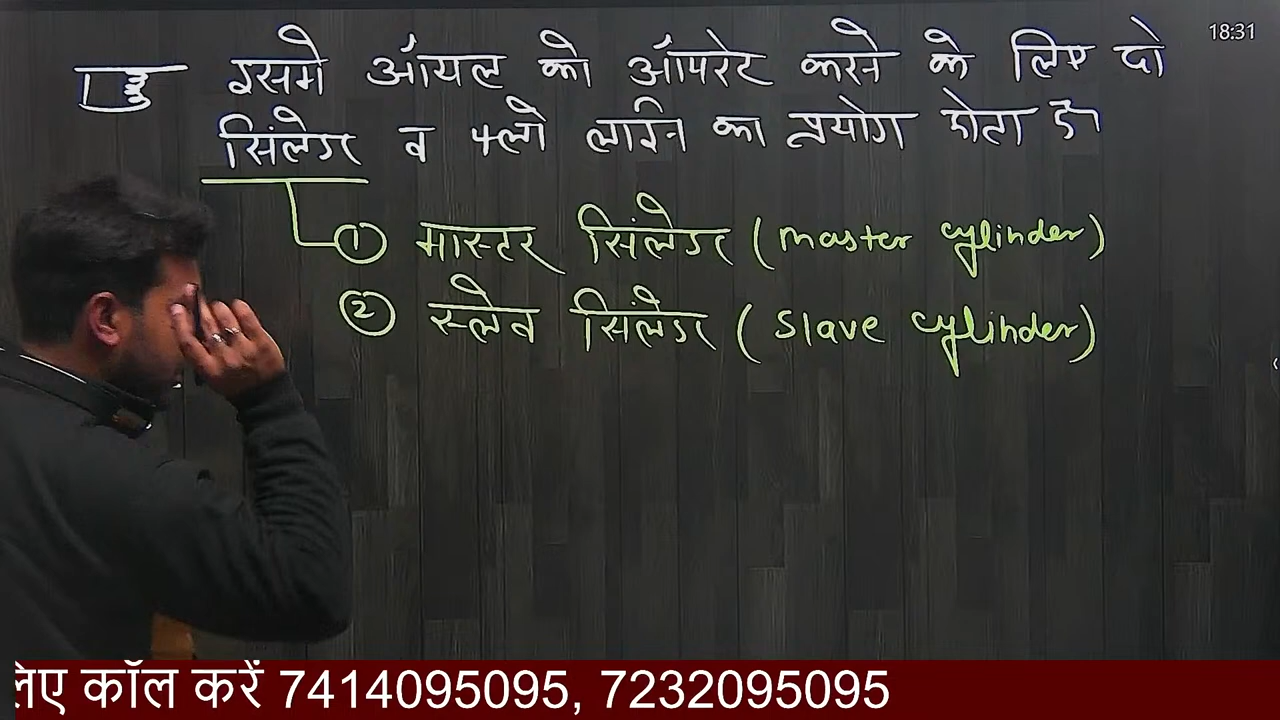 18:31
इसमे ऑयल को ऑपरेट करने के लिए दो
सिंलेडर व फ्लो लाईन का प्रयोग होता है।
① मास्टर सिंलेडर (master cylinder)
② स्लेव सिंलेडर (slave cylinder)
लिए कॉल करें 7414095095, 7232095095